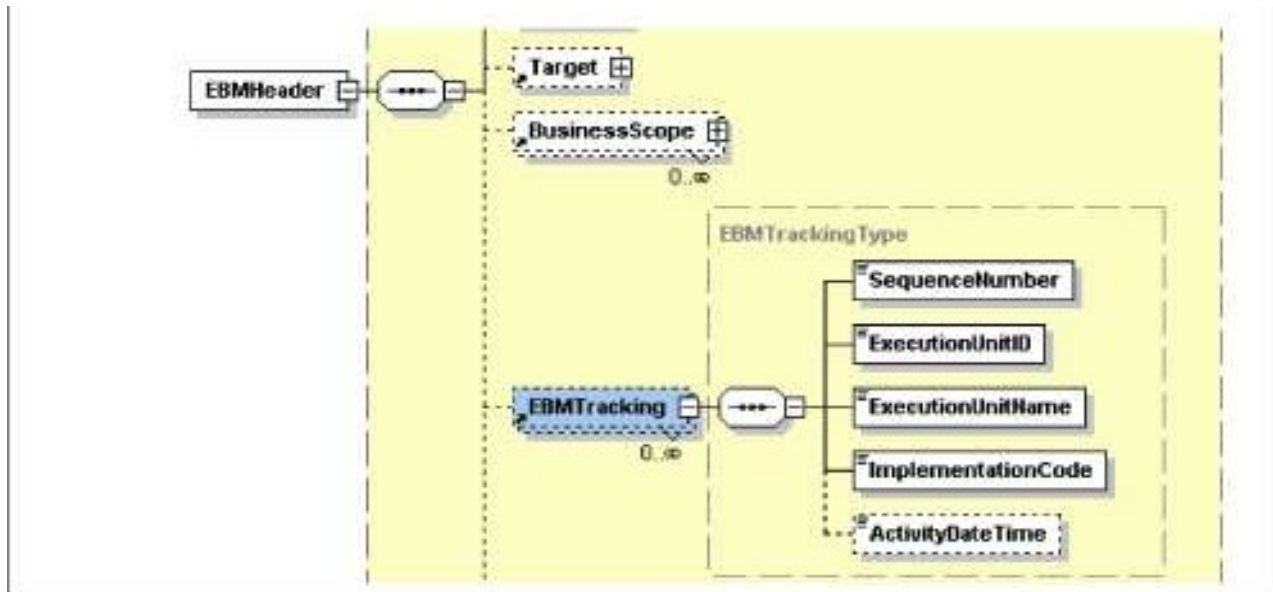 Target
EBMHeader
BusinessScope
0..∞
EBMTrackingType
SequenceNumber
ExecutionUnitID
EBMTracking
0..∞
ExecutionUnitName
ImplementationCode
ActivityDateTime